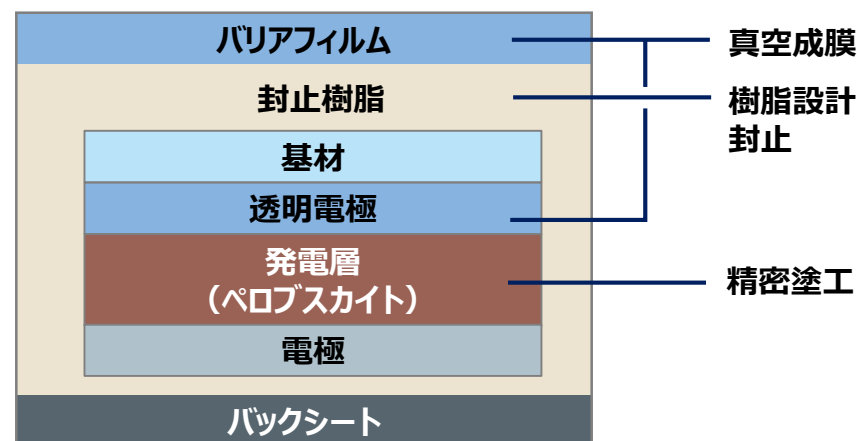 バリアフィルム
封止樹脂
基材
透明電極
発電層
（ペロブスカイト）
電極
バックシート
真空成膜
樹脂設計
封止
精密塗工